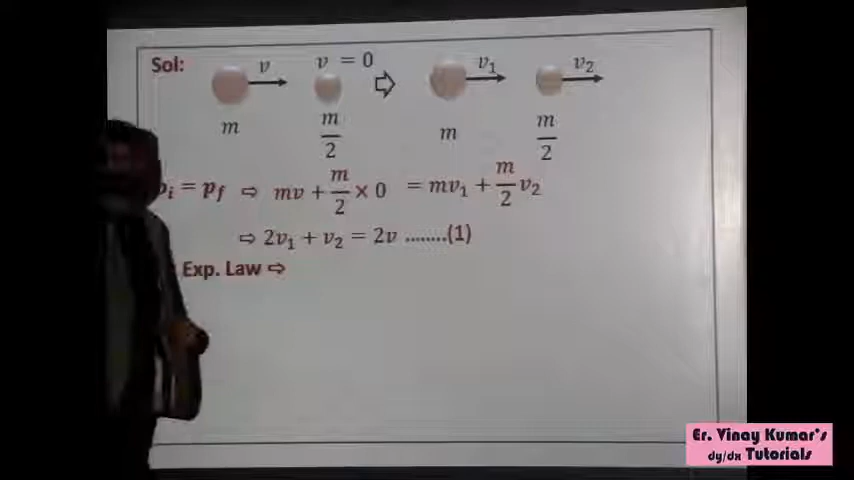 Sol: v v = 0 ⇨ v₁ v₂
m m/2 m m/2
pᵢ = p_f ⇨ mv + m/2 × 0 = mv₁ + m/2 v₂
⇨ 2v₁ + v₂ = 2v ........(1)
Exp. Law ⇨
Er. Vinay Kumar's
dy/dx Tutorials